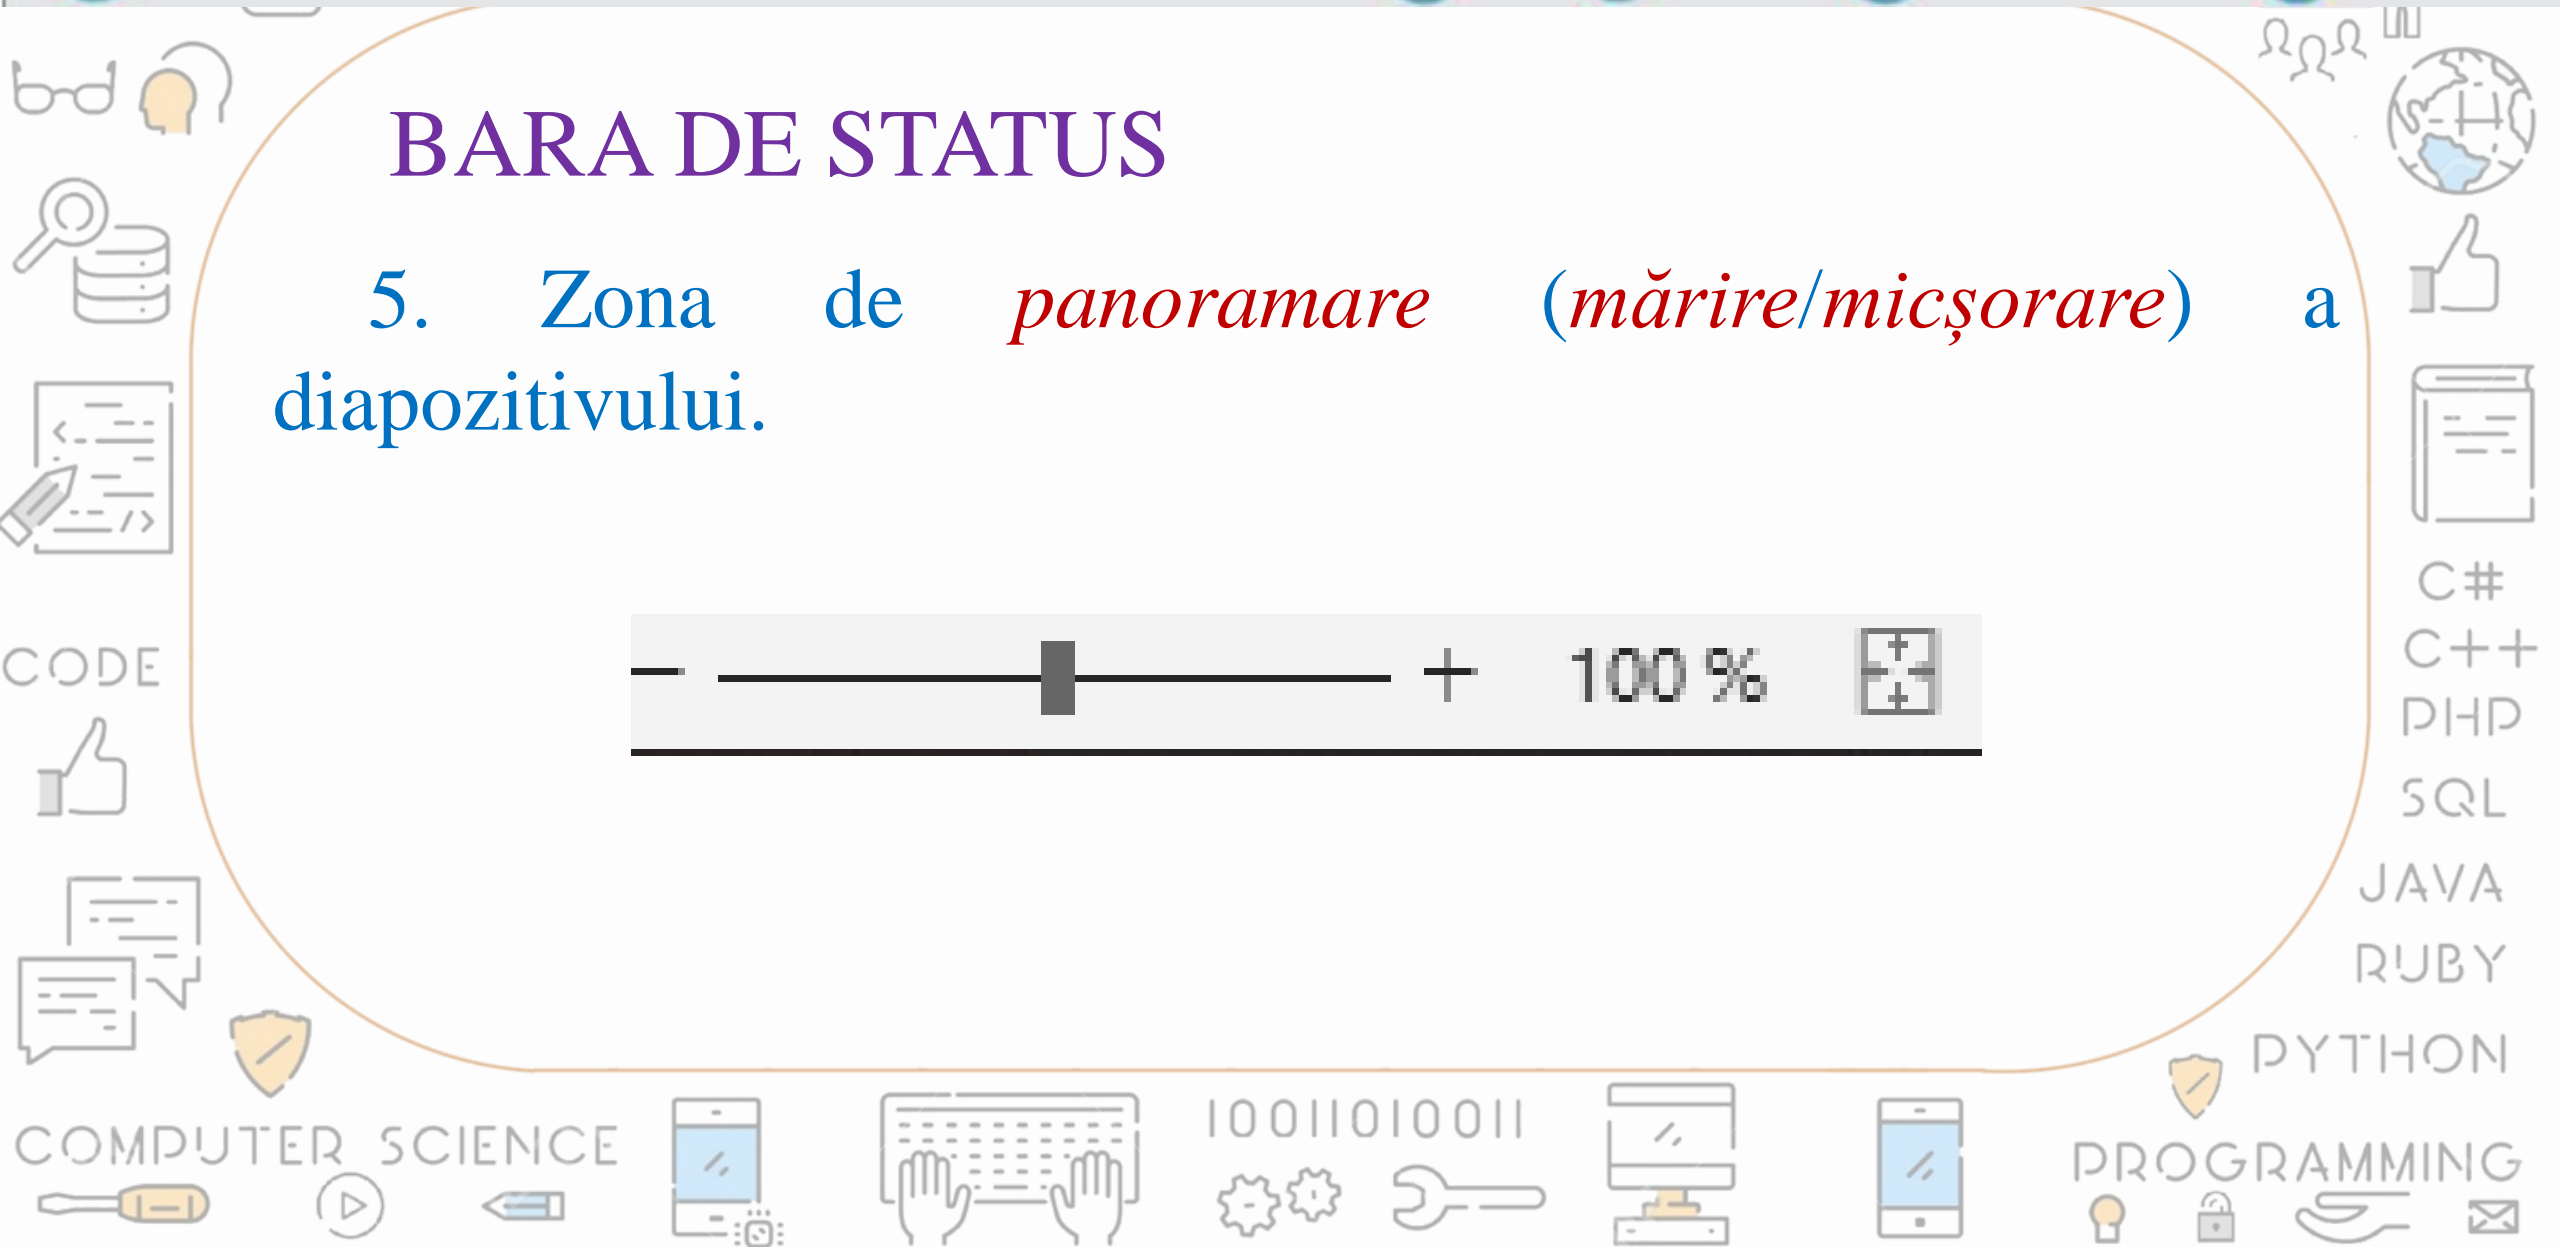 BARA DE STATUS
5. Zona de panoramare (mărire/micșorare) a
diapozitivului.
100 %
CODE
C#
C++
PHP
SQL
JAVA
RUBY
PYTHON
COMPUTER SCIENCE
10011010011
PROGRAMMING